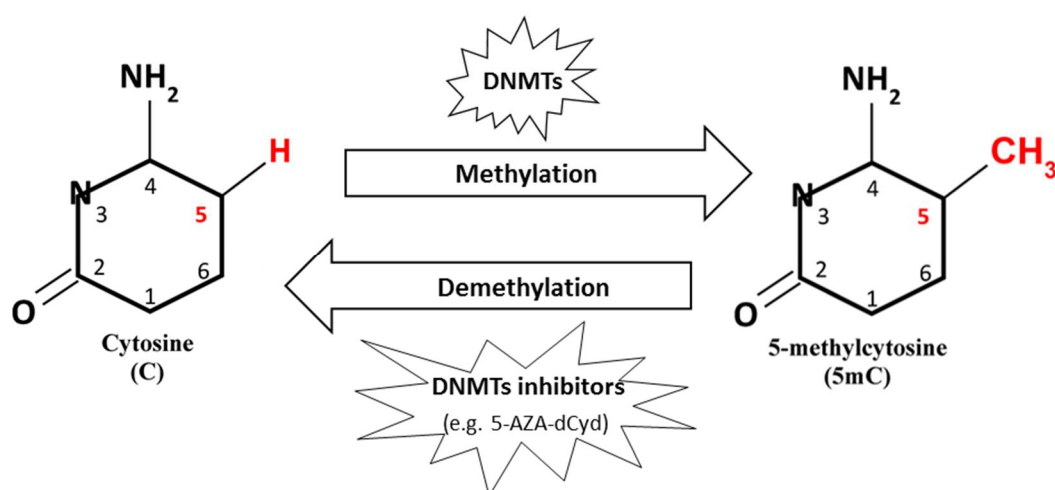 DNMTs
NH2
H
N
3
4
5
2
6
1
O
Cytosine
(C)
Methylation
Demethylation
DNMTs inhibitors
(e.g. 5-AZA-dCyd)
NH2
CH3
N
3
4
5
2
6
1
O
5-methylcytosine
(5mC)